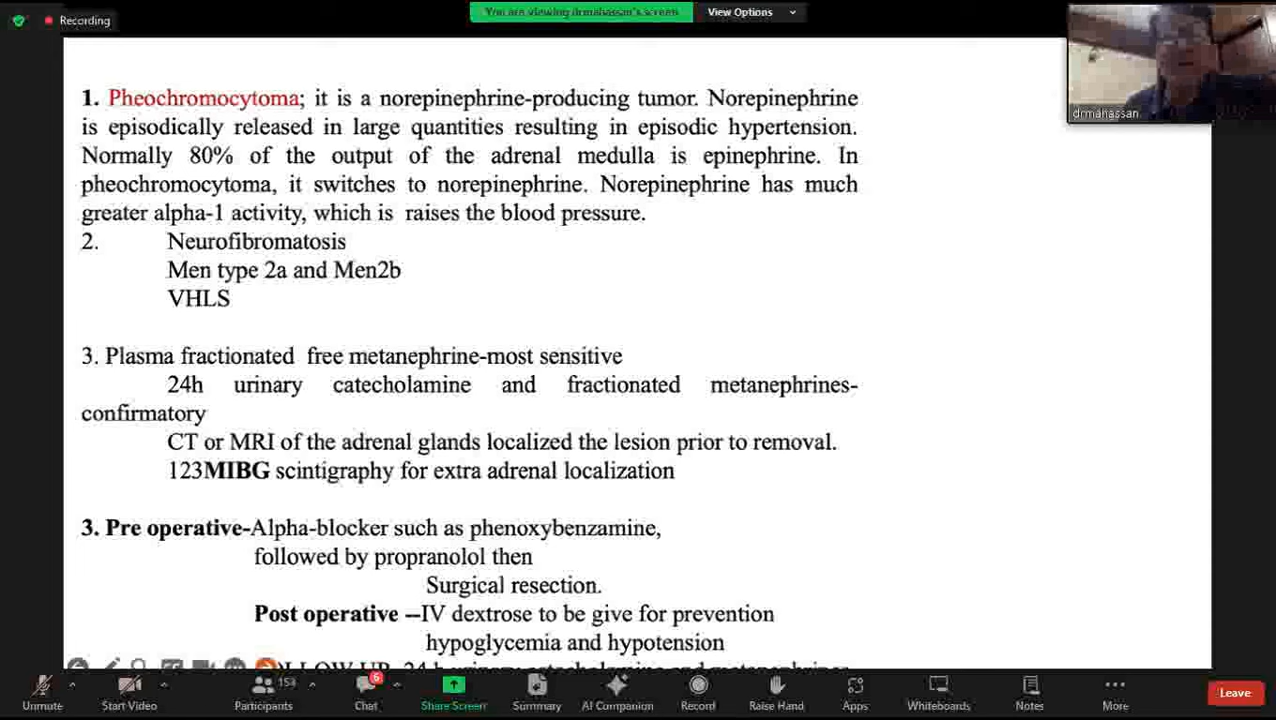 Recording
You are viewing drmahassan's screen
View Options
drmahassan
1. Pheochromocytoma; it is a norepinephrine-producing tumor. Norepinephrine
is episodically released in large quantities resulting in episodic hypertension.
Normally 80% of the output of the adrenal medulla is epinephrine. In
pheochromocytoma, it switches to norepinephrine. Norepinephrine has much
greater alpha-1 activity, which is raises the blood pressure.
2. Neurofibromatosis
Men type 2a and Men2b
VHLS
3. Plasma fractionated free metanephrine-most sensitive
24h urinary catecholamine and fractionated metanephrines-
confirmatory
CT or MRI of the adrenal glands localized the lesion prior to removal.
123MIBG scintigraphy for extra adrenal localization
3. Pre operative-Alpha-blocker such as phenoxybenzamine,
followed by propranolol then
Surgical resection.
Post operative --IV dextrose to be give for prevention
hypoglycemia and hypotension
Unmute
Start Video
153
Participants
6
Chat
Share Screen
Summary
AI Companion
Record
Raise Hand
Apps
Whiteboards
Notes
More
Leave